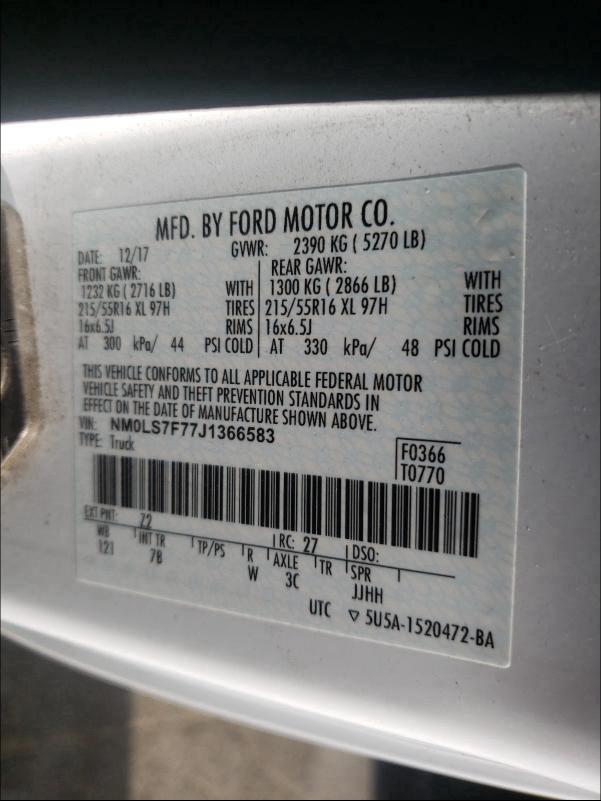 MFD. BY FORD MOTOR CO.
DATE: 12/17 GVWR: 2390 KG ( 5270 LB)
FRONT GAWR: REAR GAWR:
1232 KG ( 2716 LB) WITH 1300 KG ( 2866 LB) WITH
215/55R16 XL 97H TIRES 215/55R16 XL 97H TIRES
16x6.5J RIMS 16x6.5J RIMS
AT 300 kPa/ 44 PSI COLD AT 330 kPa/ 48 PSI COLD
THIS VEHICLE CONFORMS TO ALL APPLICABLE FEDERAL MOTOR
VEHICLE SAFETY AND THEFT PREVENTION STANDARDS IN
EFFECT ON THE DATE OF MANUFACTURE SHOWN ABOVE.
VIN: NM0LS7F77J1366583
TYPE: Truck
F0366
T0770
EXT PNT: Z2 RC: 27 DSO:
WB INT TR TP/PS R AXLE TR SPR
121 7B W 3C JJHH
UTC ▽ 5U5A-1520472-BA